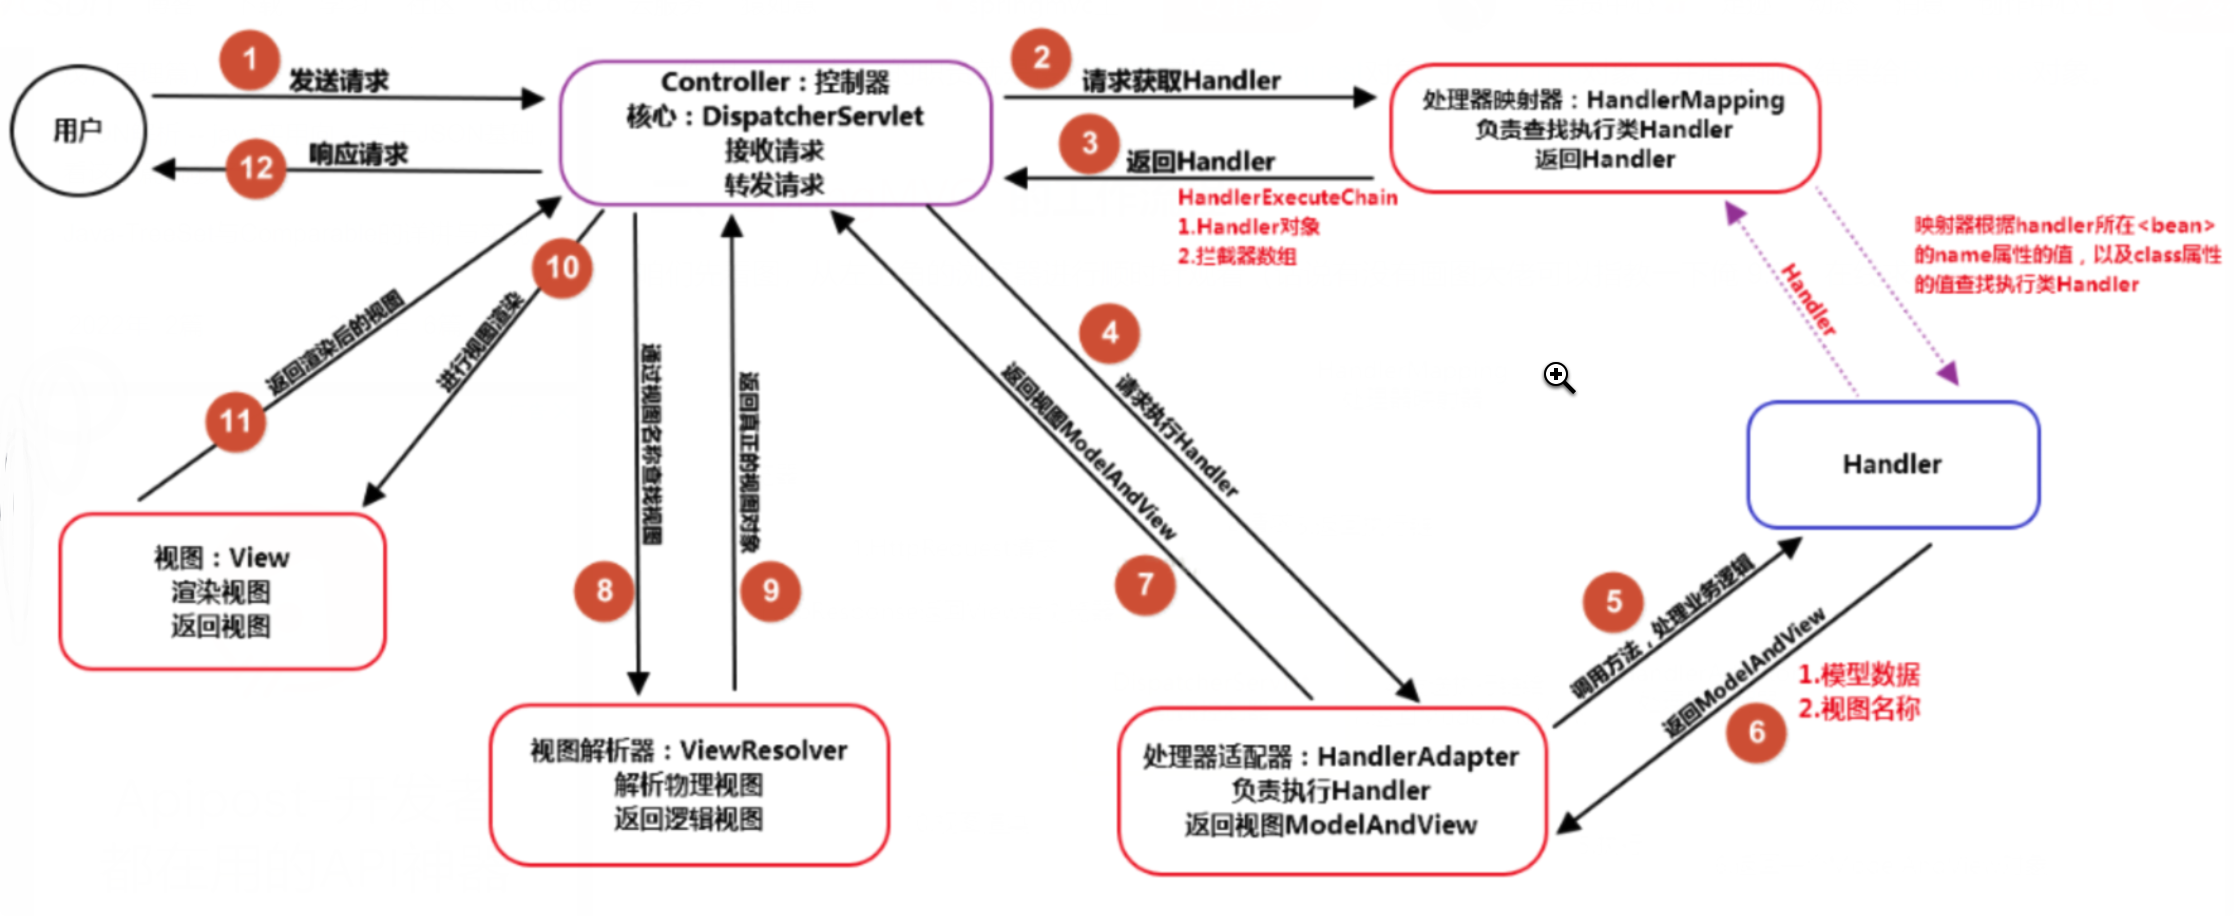 用户
1
发送请求
12
响应请求
Controller：控制器
核心：DispatcherServlet
接收请求
转发请求
2
请求获取Handler
3
返回Handler
HandlerExecuteChain
1.Handler对象
2.拦截器数组
处理器映射器：HandlerMapping
负责查找执行类Handler
返回Handler
映射器根据handler所在<bean>
的name属性的值，以及class属性
的值查找执行类Handler
Handler
Handler
4
请求执行Handler
5
调用方法，处理业务逻辑
6
返回ModelAndView
1.模型数据
2.视图名称
处理器适配器：HandlerAdapter
负责执行Handler
返回视图ModelAndView
7
返回视图ModelAndView
8
通过视图名称查找视图
9
返回真正的视图对象
视图解析器：ViewResolver
解析物理视图
返回逻辑视图
10
进行视图渲染
11
返回渲染后的视图
视图：View
渲染视图
返回视图